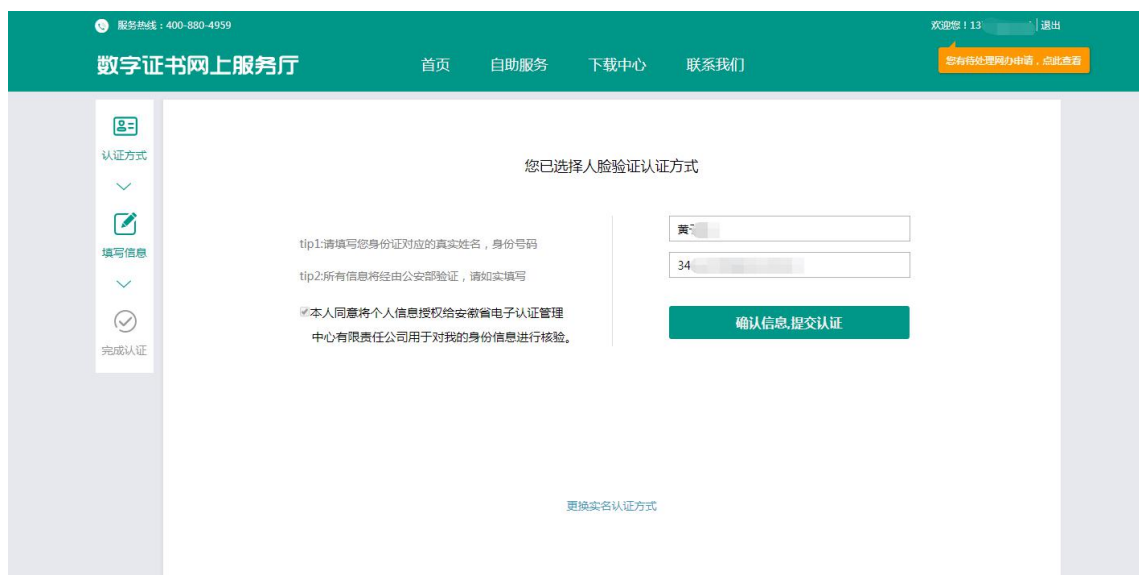 服务热线：400-880-4959
欢迎您！13
退出
数字证书网上服务厅
首页
自助服务
下载中心
联系我们
您有待处理网办申请，点此查看
认证方式
填写信息
完成认证
您已选择人脸验证认证方式
tip1:请填写您身份证对应的真实姓名，身份号码
tip2:所有信息将经由公安部验证，请如实填写
本人同意将个人信息授权给安徽省电子认证管理
中心有限责任公司用于对我的身份信息进行核验。
黄
34
确认信息,提交认证
更换实名认证方式